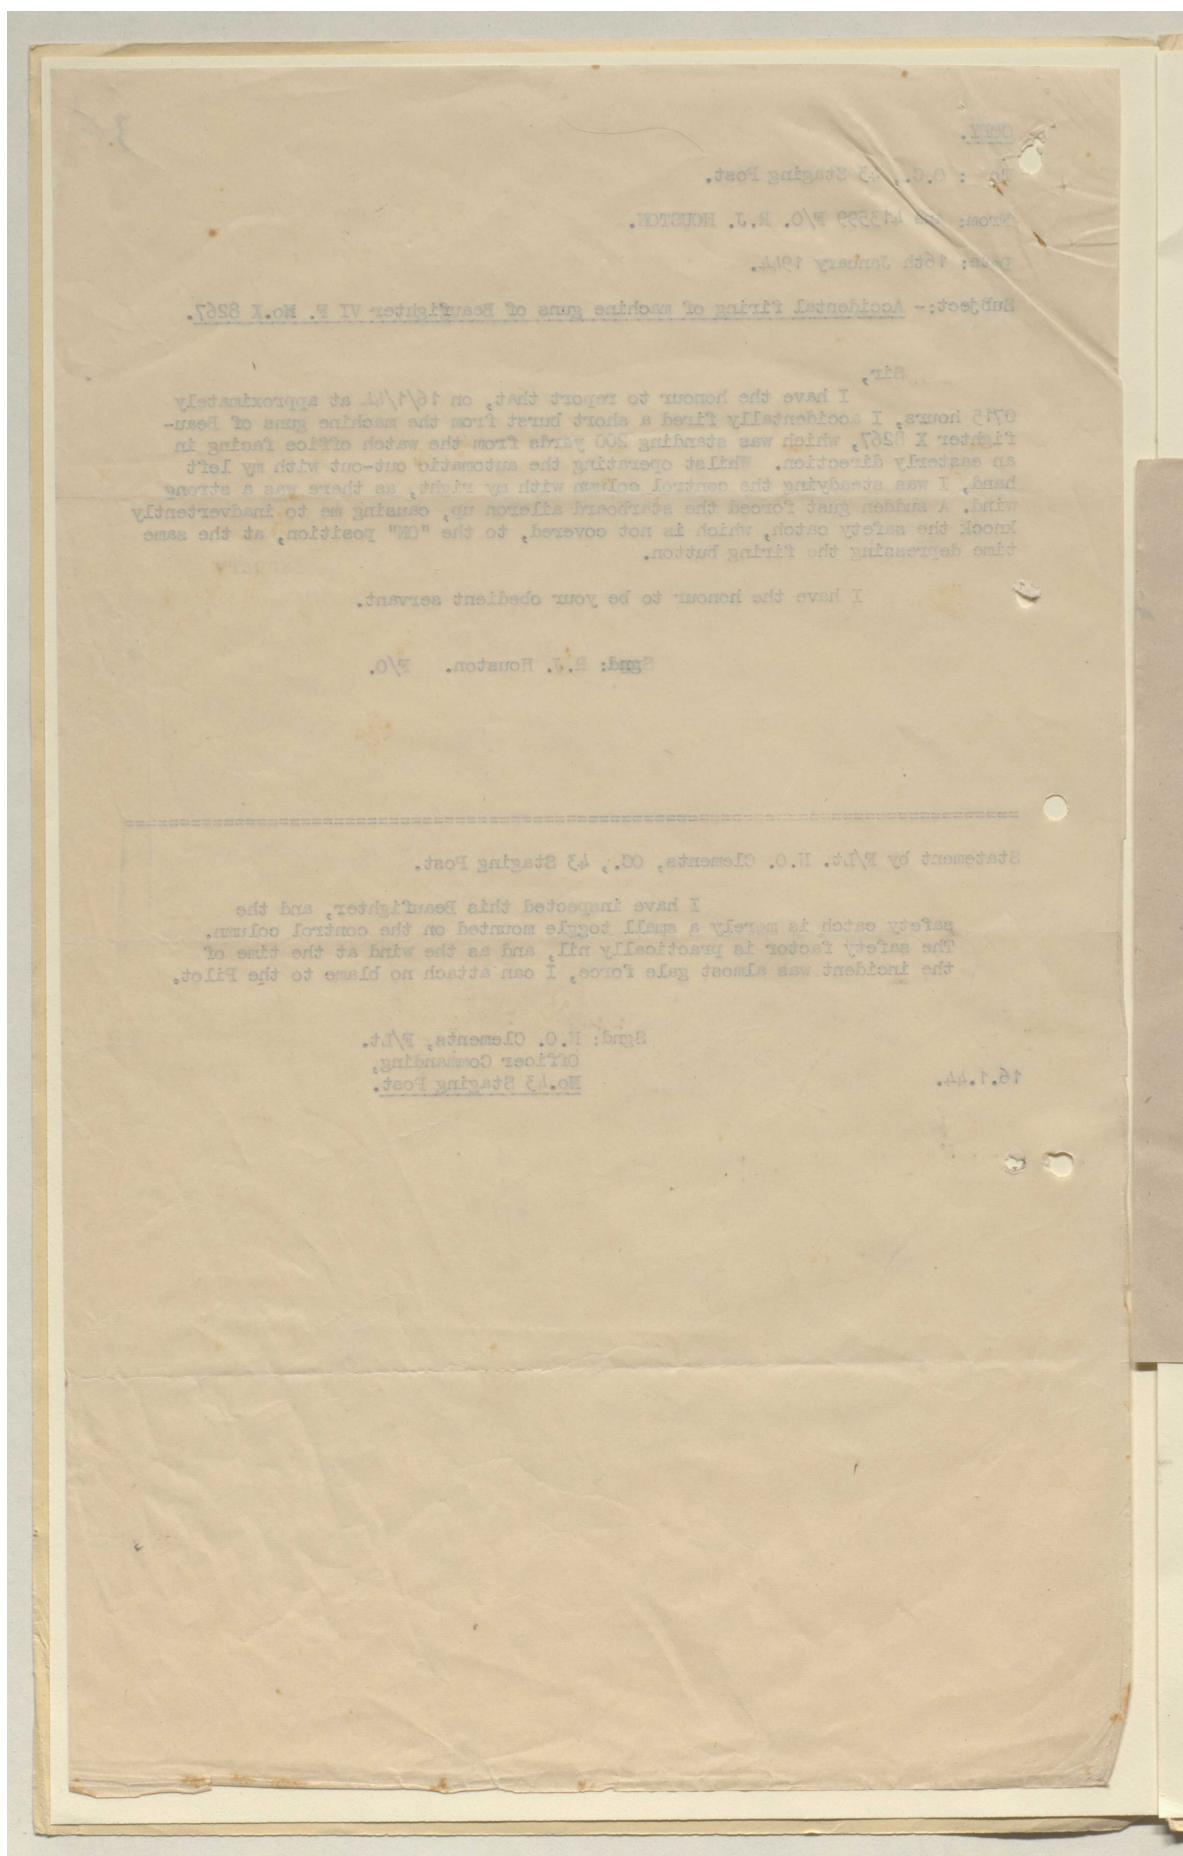 COPY.
To : O.C., 43 Staging Post.
From: Aus 413599 F/O. R.J. HOUSTON.
Date: 16th January 1944.
Subject:- Accidental firing of machine guns of Beaufighter VI F. No.X 8267.
Sir,
I have the honour to report that, on 16/1/44 at approximately
0715 hours, I accidentally fired a short burst from the machine guns of Beau-
fighter X 8267, which was standing 200 yards from the watch office facing in
an easterly direction. Whilst operating the automatic cut-out with my left
hand, I was steadying the control column with my right, as there was a strong
wind. A sudden gust forced the starboard aileron up, causing me to inadvertently
knock the safety catch, which is not covered, to the "ON" position, at the same
time depressing the firing button.
I have the honour to be your obedient servant.
Sgnd: R.J. Houston. F/O.
Statement by F/Lt. H.O. Clements, OC., 43 Staging Post.
I have inspected this Beaufighter, and the
safety catch is merely a small toggle mounted on the control column.
The safety factor is practically nil, and as the wind at the time of
the incident was almost gale force, I can attach no blame to the Pilot.
Sgnd: H.O. Clements, F/Lt.
Officer Commanding,
16.1.44. No.43 Staging Post.